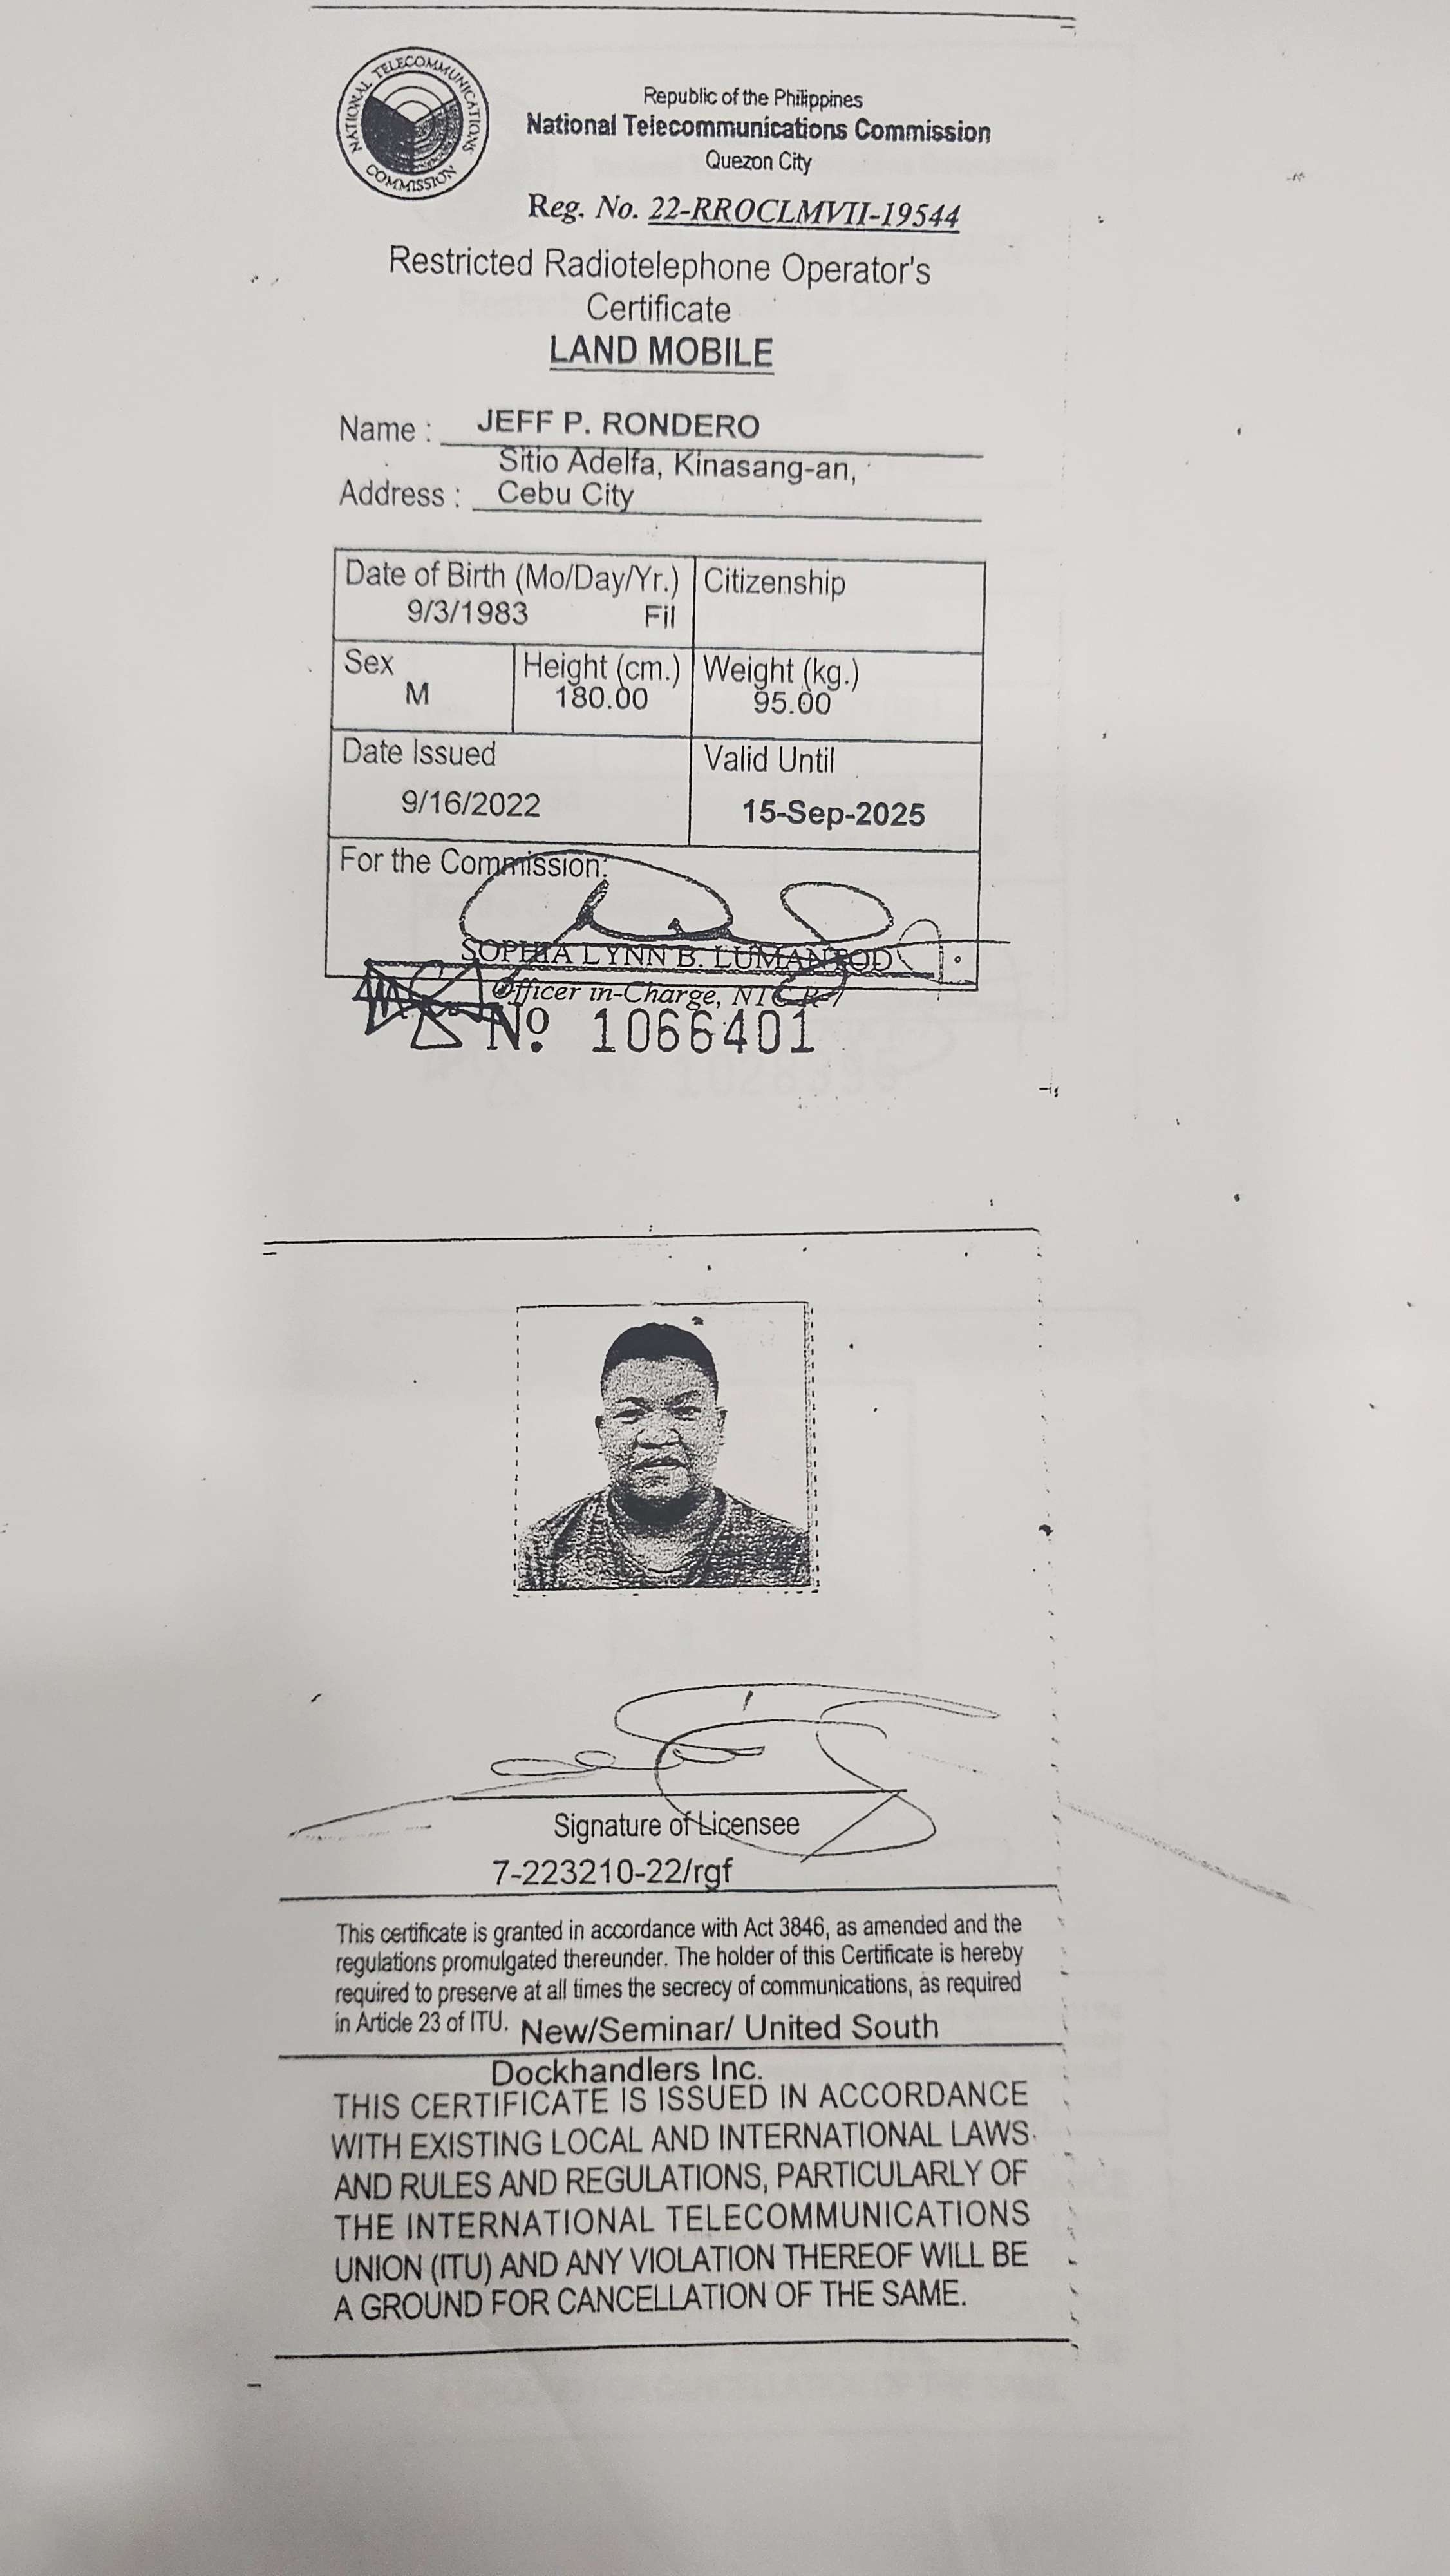 NATIONAL TELECOMMUNICATIONS COMMISSION
Republic of the Philippines
National Telecommunications Commission
Quezon City
Reg. No. 22-RROCLMVII-19544
Restricted Radiotelephone Operator's
Certificate
LAND MOBILE
Name : JEFF P. RONDERO
Sitio Adelfa, Kinasang-an,
Address : Cebu City
Date of Birth (Mo/Day/Yr.) Citizenship
9/3/1983 Fil
Sex Height (cm.) Weight (kg.)
M 180.00 95.00
Date Issued Valid Until
9/16/2022 15-Sep-2025
For the Commission:
SOPHIA LYNN B. LUMANTOD
Officer in-Charge, NTC R-7
Nº 1066401
Signature of Licensee
7-223210-22/rgf
This certificate is granted in accordance with Act 3846, as amended and the
regulations promulgated thereunder. The holder of this Certificate is hereby
required to preserve at all times the secrecy of communications, as required
in Article 23 of ITU. New/Seminar/ United South
Dockhandlers Inc.
THIS CERTIFICATE IS ISSUED IN ACCORDANCE
WITH EXISTING LOCAL AND INTERNATIONAL LAWS
AND RULES AND REGULATIONS, PARTICULARLY OF
THE INTERNATIONAL TELECOMMUNICATIONS
UNION (ITU) AND ANY VIOLATION THEREOF WILL BE
A GROUND FOR CANCELLATION OF THE SAME.